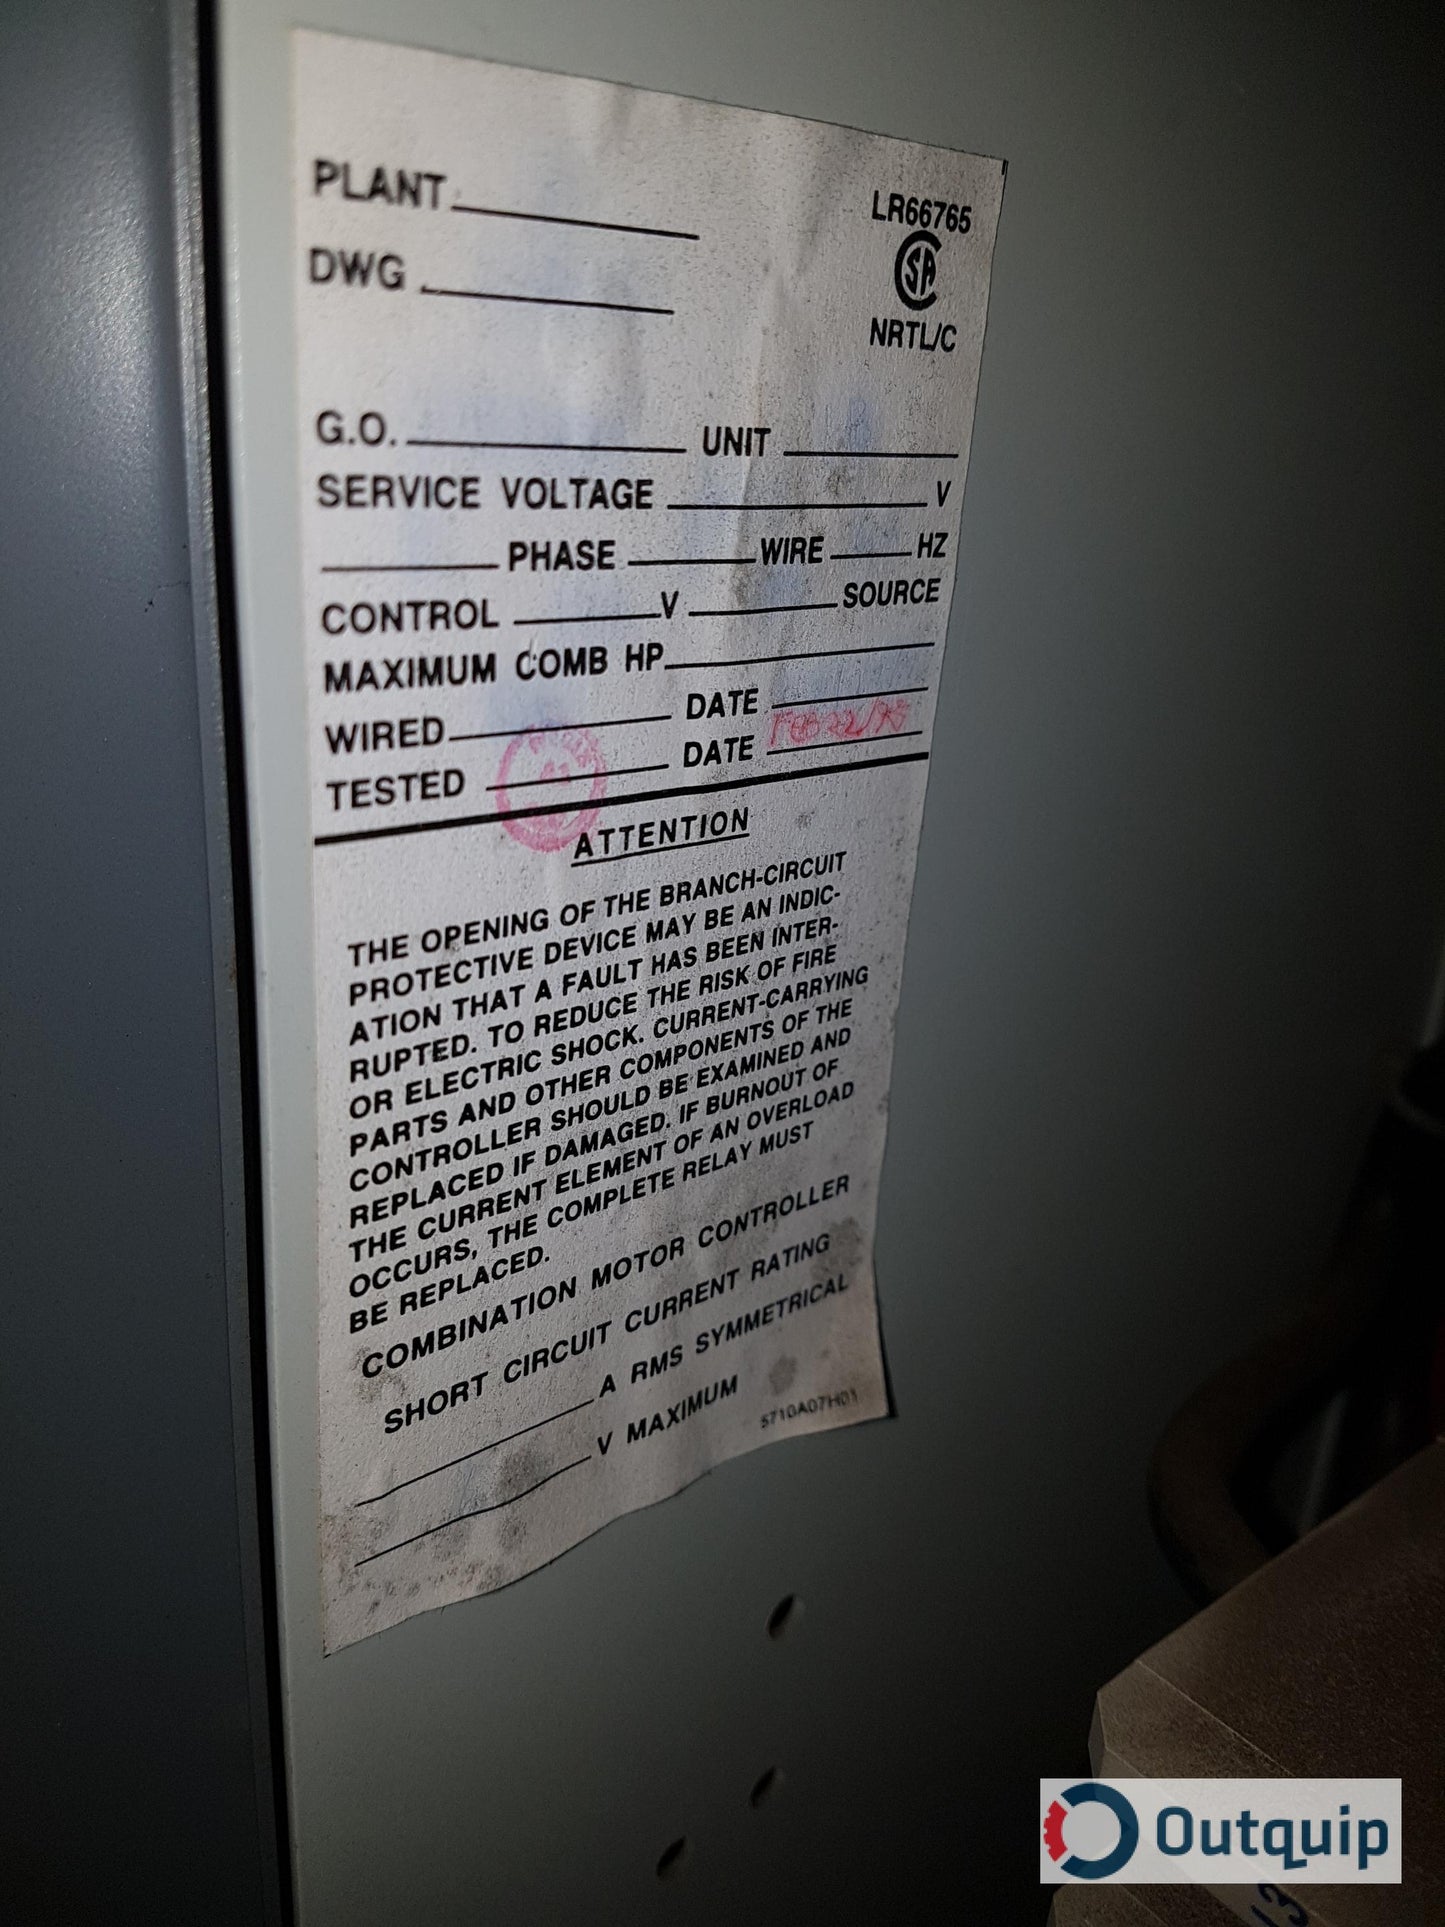 PLANT
LR66765
DWG
NRTL/C
G.O. UNIT
SERVICE VOLTAGE V
PHASE WIRE HZ
CONTROL V SOURCE
MAXIMUM COMB HP
WIRED DATE
TESTED DATE
ATTENTION
THE OPENING OF THE BRANCH-CIRCUIT
PROTECTIVE DEVICE MAY BE AN INDIC-
ATION THAT A FAULT HAS BEEN INTER-
RUPTED. TO REDUCE THE RISK OF FIRE
OR ELECTRIC SHOCK. CURRENT-CARRYING
PARTS AND OTHER COMPONENTS OF THE
CONTROLLER SHOULD BE EXAMINED AND
REPLACED IF DAMAGED. IF BURNOUT OF
THE CURRENT ELEMENT OF AN OVERLOAD
OCCURS, THE COMPLETE RELAY MUST
BE REPLACED.
COMBINATION MOTOR CONTROLLER
SHORT CIRCUIT CURRENT RATING
A RMS SYMMETRICAL
V MAXIMUM
5710A07H01
Outquip
13